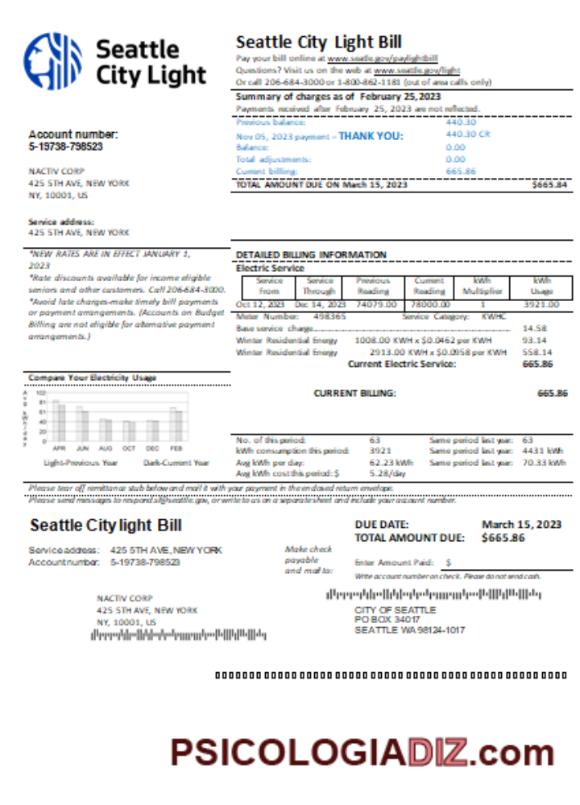 Seattle
City Light
Seattle City Light Bill
Pay your bill online at www.seatle.gov/paylightbill
Questions? Visit us on the web at www.seatle.gov/light
Or call 206-684-3000 or 1-800-862-1181 (out of area calls only)
Summary of charges as of February 25,2023
Payments received after February 25, 2023 are not reflected.
Previous balance: 440.30
Nov 05, 2023 payment – THANK YOU: 440.30 CR
Balance: 0.00
Total adjustments: 0.00
Current billing: 665.86
TOTAL AMOUNT DUE ON March 15, 2023 $665.84
Account number:
5-19738-798523
NACTIV CORP
425 5TH AVE, NEW YORK
NY, 10001, US
Service address:
425 5TH AVE, NEW YORK
*NEW RATES ARE IN EFFECT JANUARY 1,
2023
*Rate discounts available for income eligible
seniors and other customers. Call 206-684-3000.
*Avoid late charges-make timely bill payments
or payment arrangements. (Accounts on Budget
Billing are not eligible for alternative payment
arrangements.)
DETAILED BILLING INFORMATION
Electric Service
Service From Service Through Previous Reading Current Reading kWh Multiplier kWh Usage
Oct 12, 2023 Dec 14, 2023 74079.00 78000.00 1 3921.00
Meter Number: 498365 Service Category: KWHC
Base service charge 14.58
Winter Residential Energy 1008.00 KWH x $0.0462 per KWH 93.14
Winter Residential Energy 2913.00 KWH x $0.0958 per KWH 558.14
Current Electric Service: 665.86
CURRENT BILLING: 665.86
Compare Your Electricity Usage
Avg kWh/day
102
81
61
40
20
0
APR JUN AUG OCT DEC FEB
Light-Previous Year Dark-Current Year
No. of this period: 63 Same period last year: 63
kWh consumption this period: 3921 Same period last year: 4431 kWh
Avg kWh per day: 62.23 kWh Same period last year: 70.33 kWh
Avg kWh cost this period: $ 5.28/day
Please tear off remittance stub below and mail it with your payment in the enclosed return envelope.
Please send messages to respond.sf@seattle.gov, or write to us on a separate sheet and include your account number.
Seattle City light Bill
Service address: 425 5TH AVE, NEW YORK
Account number: 5-19738-798523
Make check
payable
and mail to:
DUE DATE: March 15, 2023
TOTAL AMOUNT DUE: $665.86
Enter Amount Paid: $
Write account number on check. Please do not send cash.
NACTIV CORP
425 5TH AVE, NEW YORK
NY, 10001, US
CITY OF SEATTLE
PO BOX 34017
SEATTLE WA 98124-1017
PSICOLOGIADIZ.com